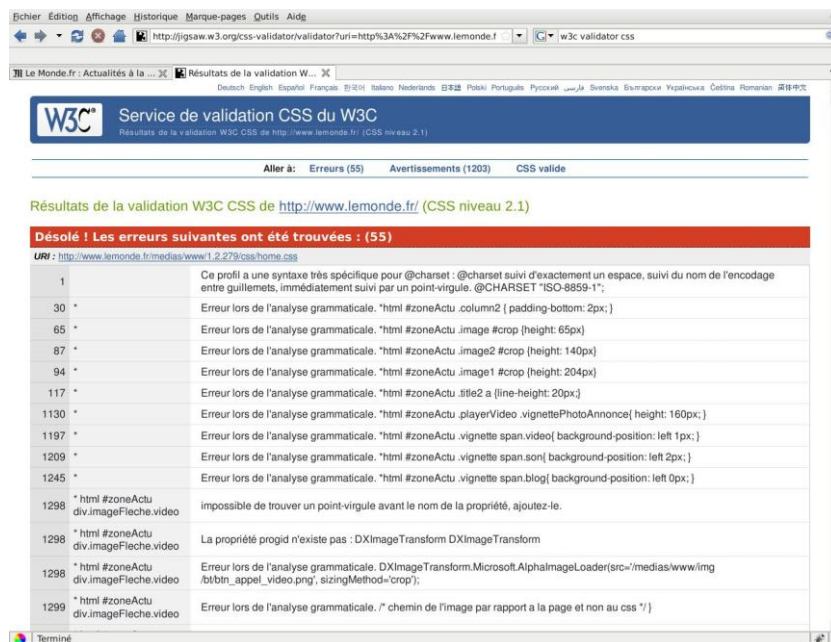 Fichier Édition Affichage Historique Marque-pages Outils Aide
http://jigsaw.w3.org/css-validator/validator?uri=http%3A%2F%2Fwww.lemonde.f w3c validator css
Le Monde.fr : Actualités à la ... Résultats de la validation W...
Deutsch English Español Français 한국어 Italiano Nederlands 日本語 Polski Português Русский فارسی Svenska Български Українська Čeština Romanian 简体中文
W3C® Service de validation CSS du W3C
Résultats de la validation W3C CSS de http://www.lemonde.fr/ (CSS niveau 2.1)
Aller à: Erreurs (55) Avertissements (1203) CSS valide
Résultats de la validation W3C CSS de http://www.lemonde.fr/ (CSS niveau 2.1)
Désolé ! Les erreurs suivantes ont été trouvées : (55)
URI : http://www.lemonde.fr/medias/www/1.2.279/css/home.css
1 Ce profil a une syntaxe très spécifique pour @charset : @charset suivi d'exactement un espace, suivi du nom de l'encodage
entre guillemets, immédiatement suivi par un point-virgule. @CHARSET "ISO-8859-1";
30 * Erreur lors de l'analyse grammaticale. *html #zoneActu .column2 { padding-bottom: 2px; }
65 * Erreur lors de l'analyse grammaticale. *html #zoneActu .image #crop {height: 65px}
87 * Erreur lors de l'analyse grammaticale. *html #zoneActu .image2 #crop {height: 140px}
94 * Erreur lors de l'analyse grammaticale. *html #zoneActu .image1 #crop {height: 204px}
117 * Erreur lors de l'analyse grammaticale. *html #zoneActu .title2 a {line-height: 20px;}
1130 * Erreur lors de l'analyse grammaticale. *html #zoneActu .playerVideo .vignettePhotoAnnonce{ height: 160px; }
1197 * Erreur lors de l'analyse grammaticale. *html #zoneActu .vignette span.video{ background-position: left 1px; }
1209 * Erreur lors de l'analyse grammaticale. *html #zoneActu .vignette span.son{ background-position: left 2px; }
1245 * Erreur lors de l'analyse grammaticale. *html #zoneActu .vignette span.blog{ background-position: left 0px; }
1298 * html #zoneActu div.imageFleche.video impossible de trouver un point-virgule avant le nom de la propriété, ajoutez-le.
1298 * html #zoneActu div.imageFleche.video La propriété progid n'existe pas : DXImageTransform DXImageTransform
1298 * html #zoneActu div.imageFleche.video Erreur lors de l'analyse grammaticale. DXImageTransform.Microsoft.AlphaImageLoader(src='/medias/www/img
/bt/btn_appel_video.png', sizingMethod='crop');
1299 * html #zoneActu div.imageFleche.video Erreur lors de l'analyse grammaticale. /* chemin de l'image par rapport a la page et non au css */ }
Terminé